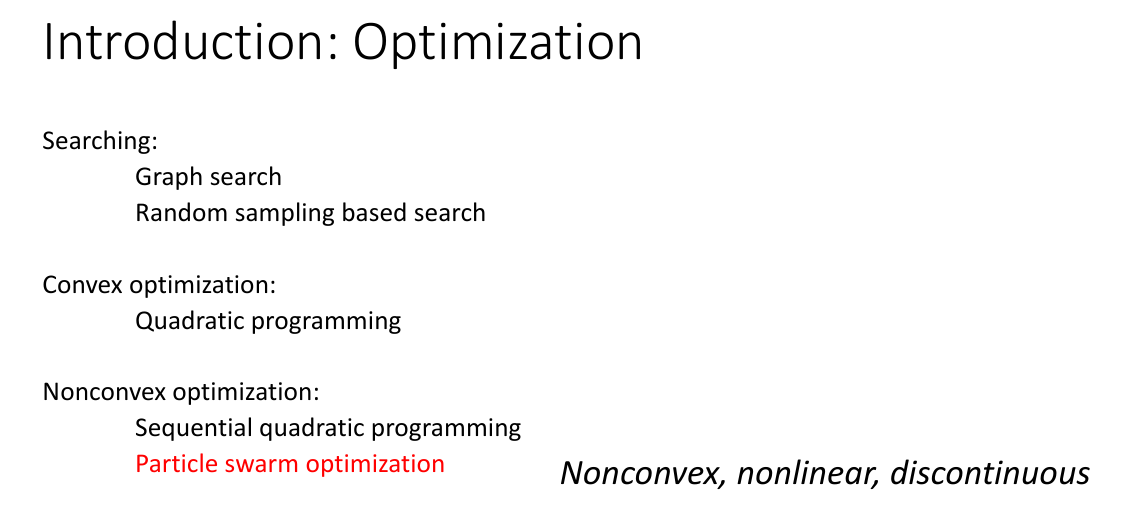 Introduction: Optimization
Searching:
Graph search
Random sampling based search
Convex optimization:
Quadratic programming
Nonconvex optimization:
Sequential quadratic programming
Particle swarm optimization
Nonconvex, nonlinear, discontinuous